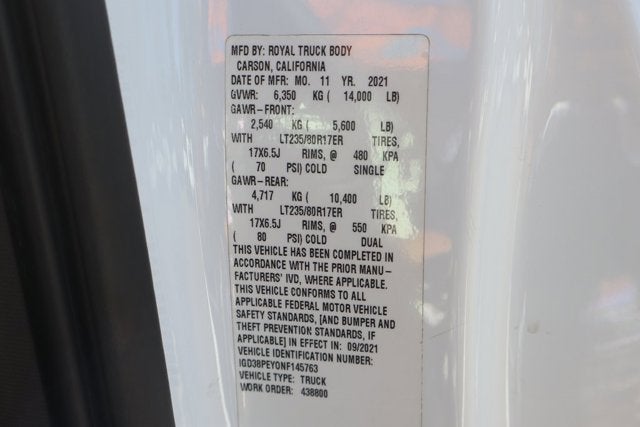 MFD BY: ROYAL TRUCK BODY
CARSON, CALIFORNIA
DATE OF MFR: MO. 11 YR. 2021
GVWR: 6,350 KG ( 14,000 LB)
GAWR-FRONT:
2,540 KG ( 5,600 LB)
WITH LT235/80R17ER TIRES,
17X6.5J RIMS, @ 480 KPA
( 70 PSI) COLD SINGLE
GAWR-REAR:
4,717 KG ( 10,400 LB)
WITH LT235/80R17ER TIRES,
17X6.5J RIMS, @ 550 KPA
( 80 PSI) COLD DUAL
THIS VEHICLE HAS BEEN COMPLETED IN
ACCORDANCE WITH THE PRIOR MANU-
FACTURERS' IVD, WHERE APPLICABLE.
THIS VEHICLE CONFORMS TO ALL
APPLICABLE FEDERAL MOTOR VEHICLE
SAFETY STANDARDS, [AND BUMPER AND
THEFT PREVENTION STANDARDS, IF
APPLICABLE] IN EFFECT IN: 09/2021
VEHICLE IDENTIFICATION NUMBER:
IGD38PEYONF145763
VEHICLE TYPE: TRUCK
WORK ORDER: 438800